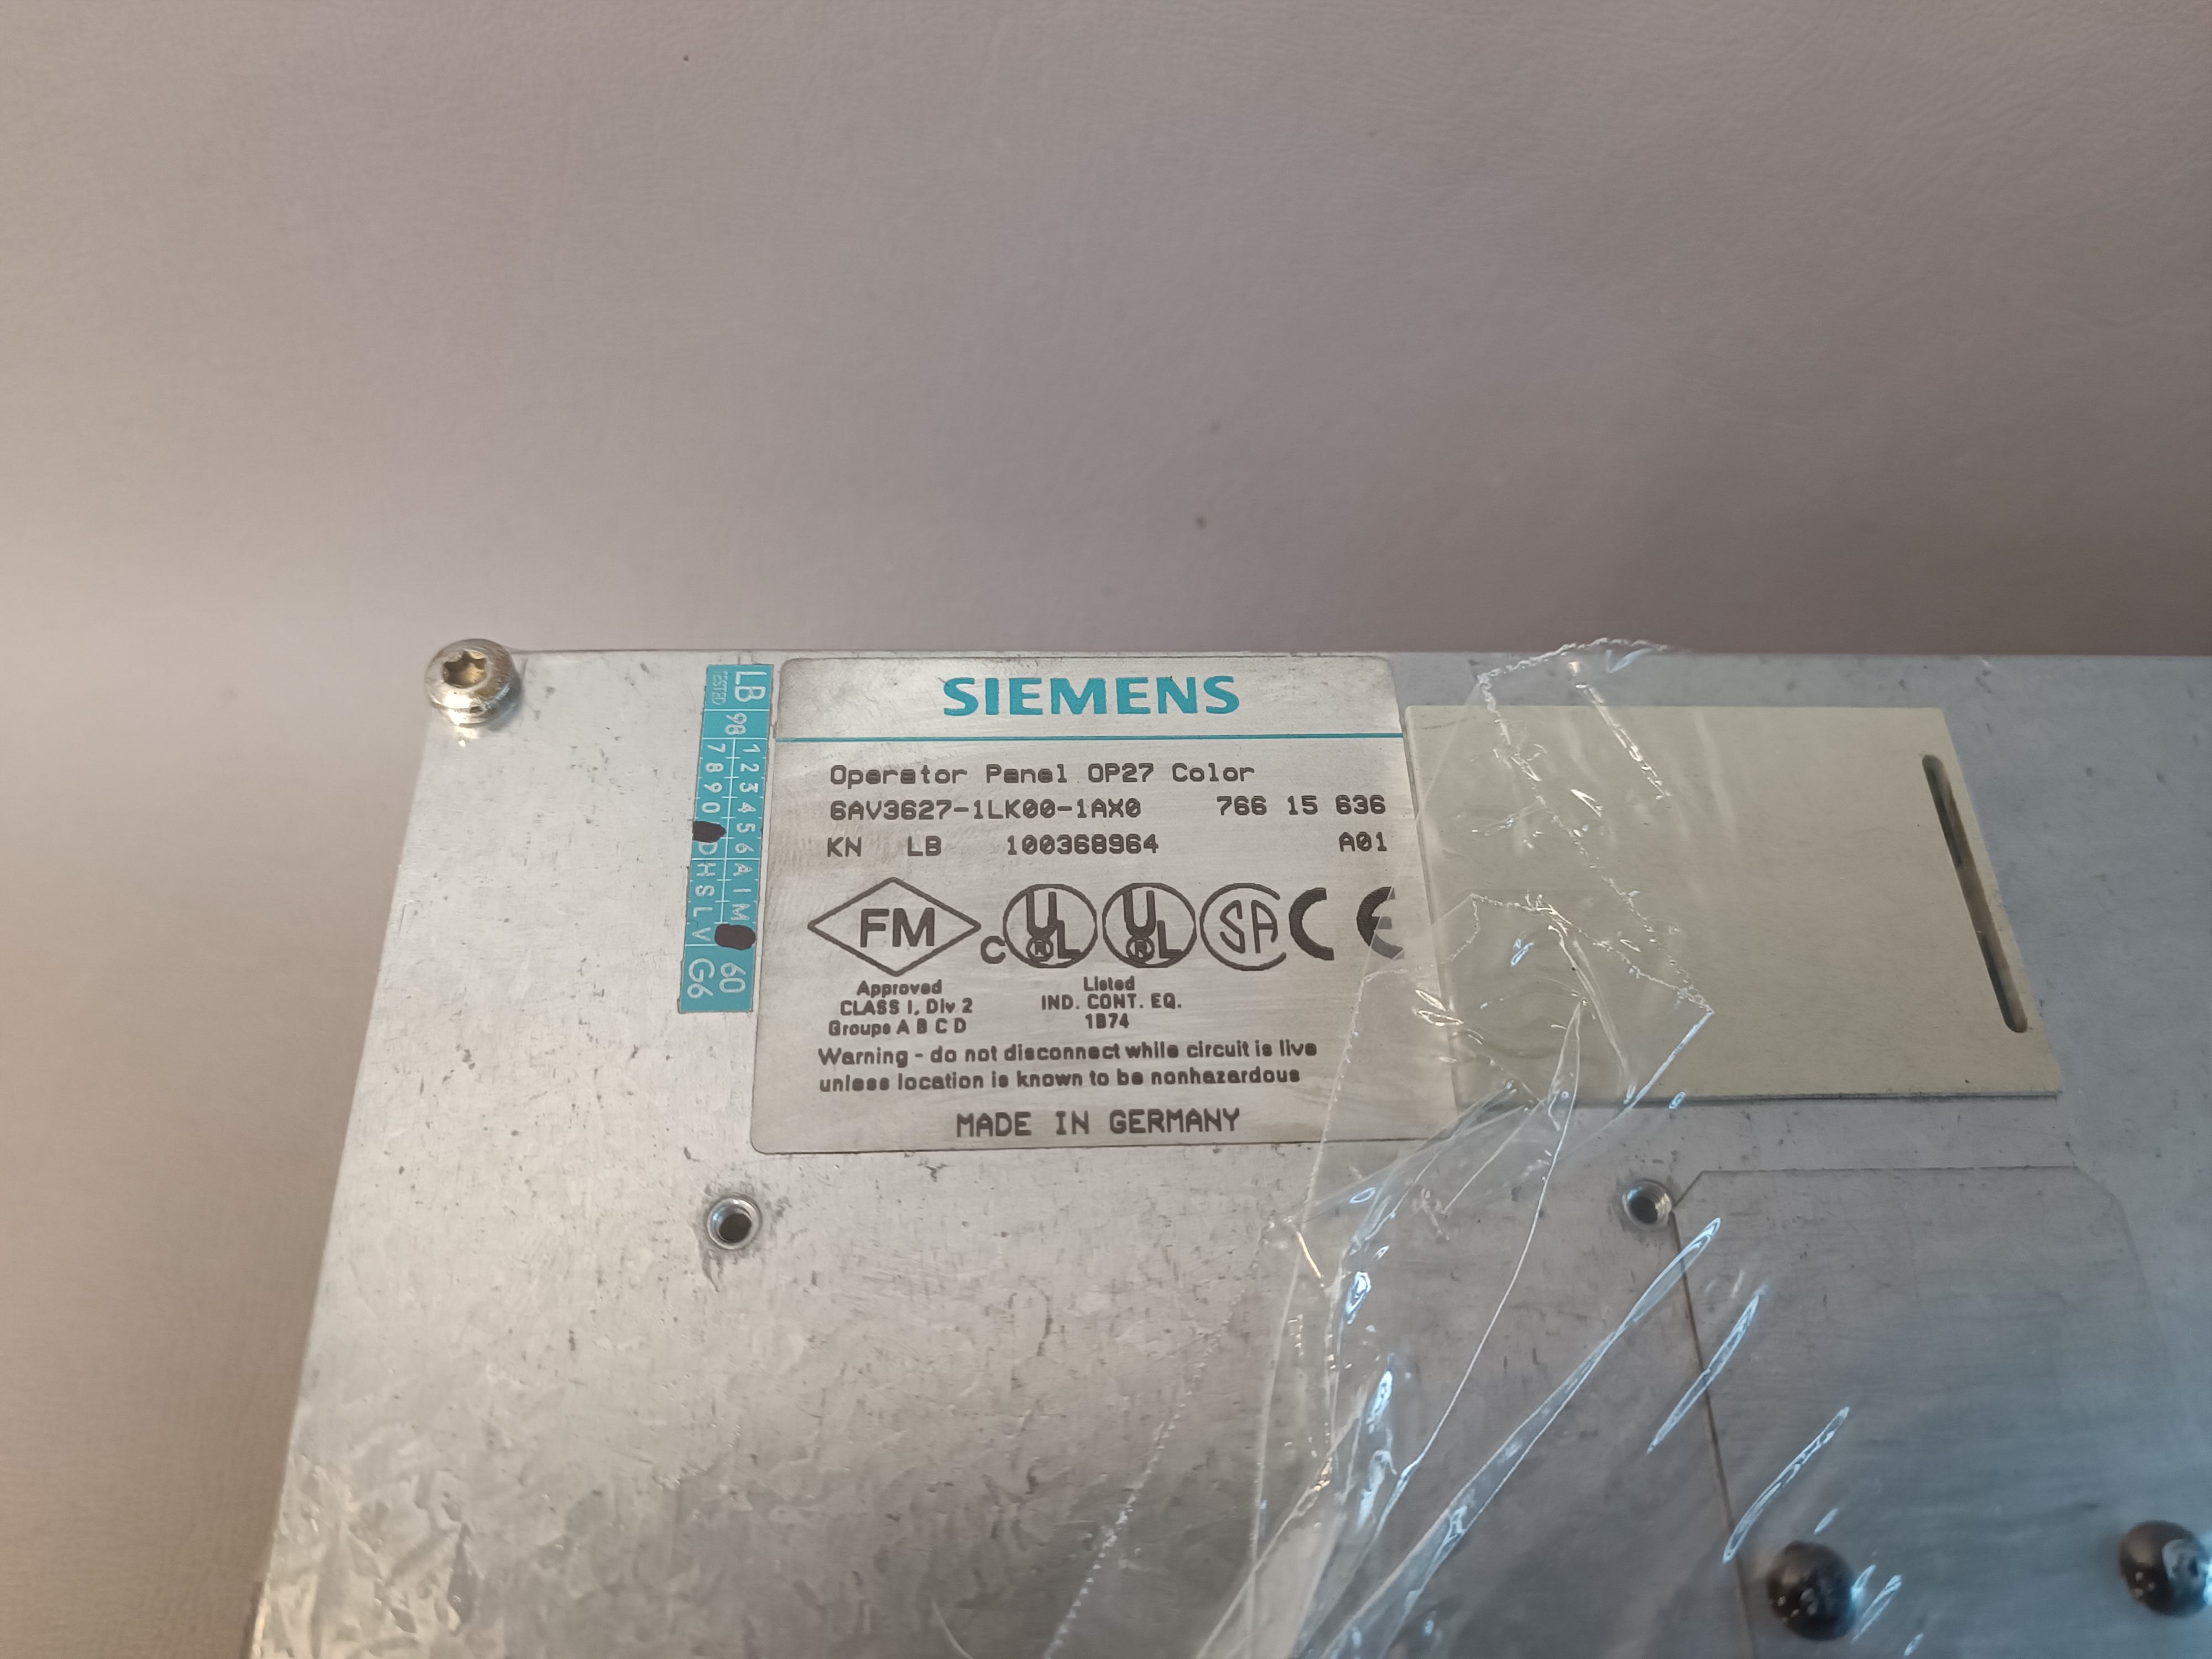 SIEMENS
Operator Panel OP27 Color
6AV3627-1LK00-1AX0 766 15 636
KN LB 100368964 A01
FM
C UL® UL® SA CE
Approved Listed
CLASS I, Div 2 IND. CONT. EQ.
Groups A B C D 1B74
Warning - do not disconnect while circuit is live
unless location is known to be nonhazardous
MADE IN GERMANY
LB TESTED
98
1 2 3 4 5 6 A I M
7 8 9 0 D H S L V
60
G6